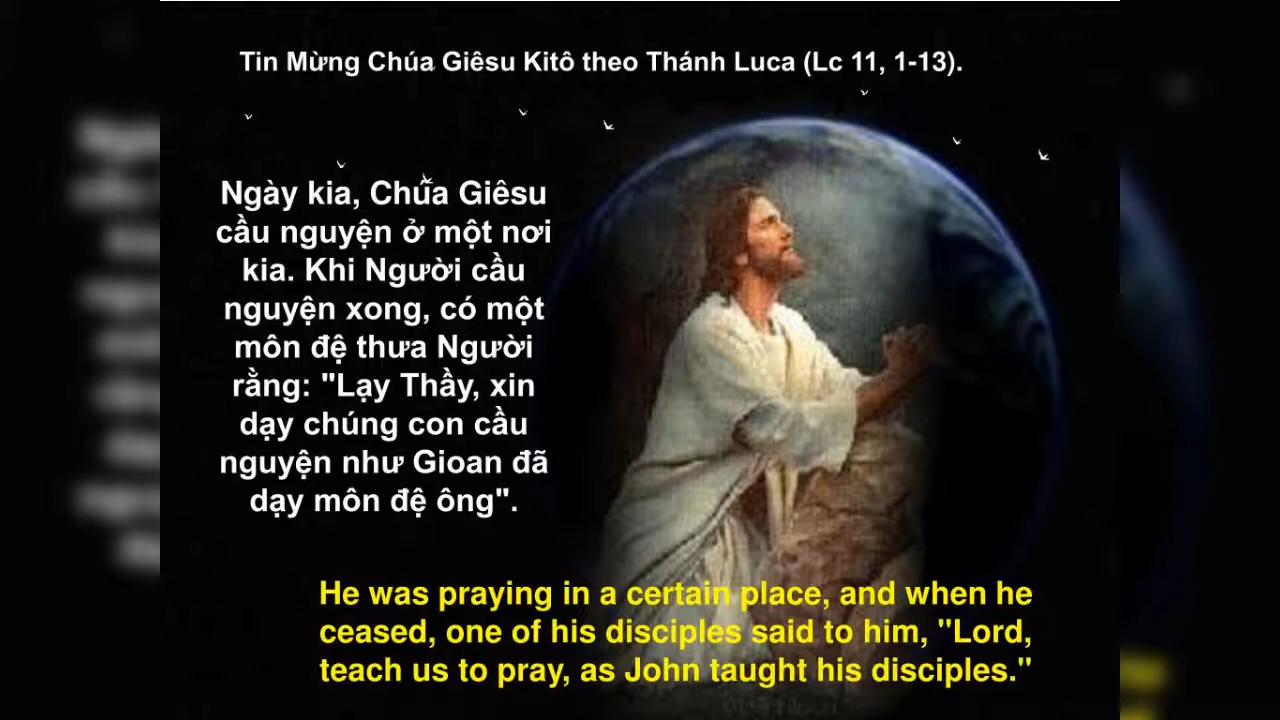 Tin Mừng Chúa Giêsu Kitô theo Thánh Luca (Lc 11, 1-13).
Ngày kia, Chúa Giêsu
cầu nguyện ở một nơi
kia. Khi Người cầu
nguyện xong, có một
môn đệ thưa Người
rằng: "Lạy Thầy, xin
dạy chúng con cầu
nguyện như Gioan đã
dạy môn đệ ông".
He was praying in a certain place, and when he
ceased, one of his disciples said to him, "Lord,
teach us to pray, as John taught his disciples."